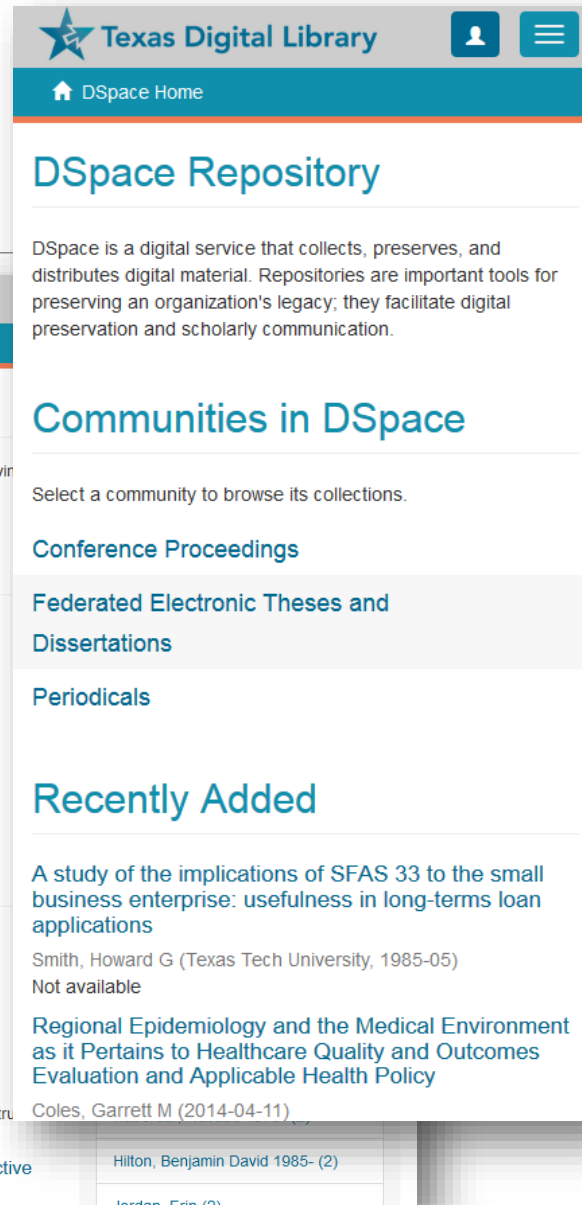 Texas Digital Library
DSpace Home
DSpace Repository
DSpace is a digital service that collects, preserves, and
distributes digital material. Repositories are important tools for
preserving an organization's legacy; they facilitate digital
preservation and scholarly communication.
Communities in DSpace
Select a community to browse its collections.
Conference Proceedings
Federated Electronic Theses and
Dissertations
Periodicals
Recently Added
A study of the implications of SFAS 33 to the small
business enterprise: usefulness in long-terms loan
applications
Smith, Howard G (Texas Tech University, 1985-05)
Not available
Regional Epidemiology and the Medical Environment
as it Pertains to Healthcare Quality and Outcomes
Evaluation and Applicable Health Policy
Coles, Garrett M (2014-04-11)
Hilton, Benjamin David 1985- (2)